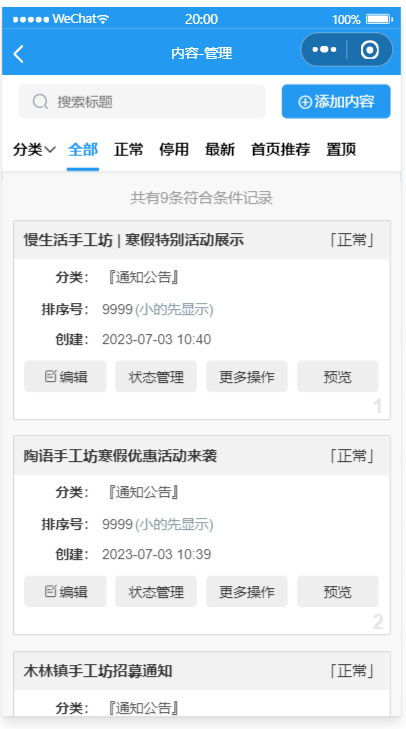 WeChat 20:00 100%
内容-管理
搜索标题 添加内容
分类 全部 正常 停用 最新 首页推荐 置顶
共有9条符合条件记录
慢生活手工坊 | 寒假特别活动展示 「正常」
分类： 『通知公告』
排序号： 9999 (小的先显示)
创建： 2023-07-03 10:40
编辑 状态管理 更多操作 预览
1
陶语手工坊寒假优惠活动来袭 「正常」
分类： 『通知公告』
排序号： 9999 (小的先显示)
创建： 2023-07-03 10:39
编辑 状态管理 更多操作 预览
2
木林镇手工坊招募通知 「正常」
分类： 『通知公告』